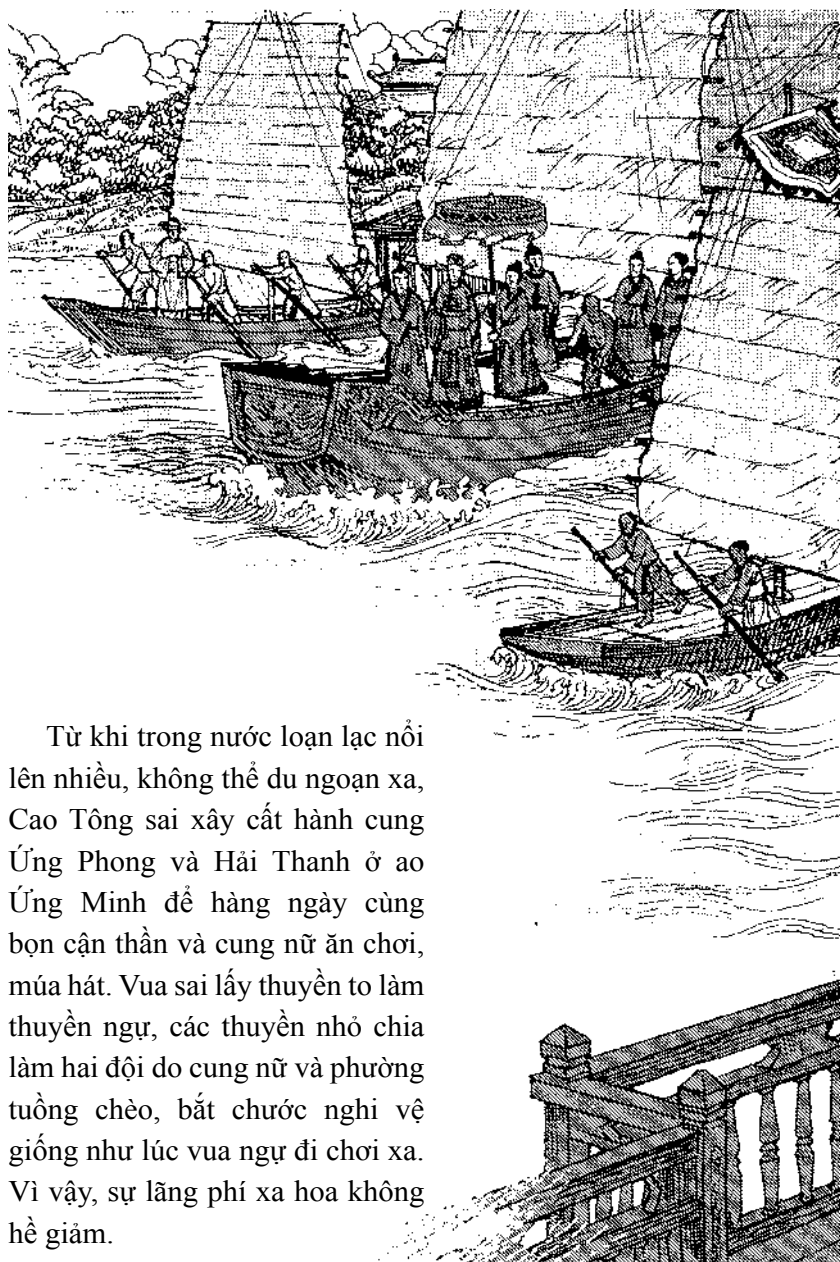 Từ khi trong nước loạn lạc nổi
lên nhiều, không thể du ngoạn xa,
Cao Tông sai xây cất hành cung
Ứng Phong và Hải Thanh ở ao
Ứng Minh để hàng ngày cùng
bọn cận thần và cung nữ ăn chơi,
múa hát. Vua sai lấy thuyền to làm
thuyền ngự, các thuyền nhỏ chia
làm hai đội do cung nữ và phường
tuồng chèo, bắt chước nghi vệ
giống như lúc vua ngự đi chơi xa.
Vì vậy, sự lãng phí xa hoa không
hề giảm.